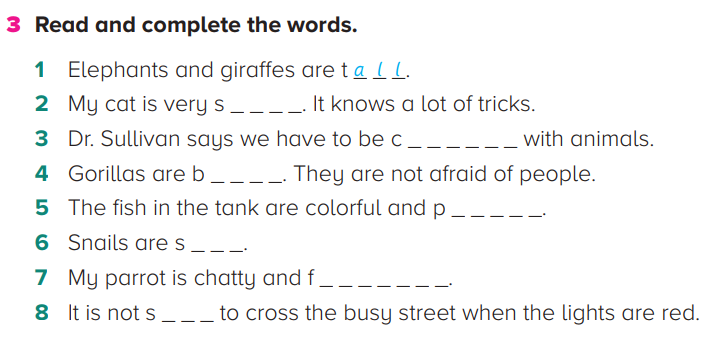 3 Read and complete the words.
1 Elephants and giraffes are t a l l.
2 My cat is very s _ _ _ _. It knows a lot of tricks.
3 Dr. Sullivan says we have to be c _ _ _ _ _ _ with animals.
4 Gorillas are b _ _ _ _. They are not afraid of people.
5 The fish in the tank are colorful and p _ _ _ _ _.
6 Snails are s _ _ _.
7 My parrot is chatty and f _ _ _ _ _ _ _.
8 It is not s _ _ _ to cross the busy street when the lights are red.